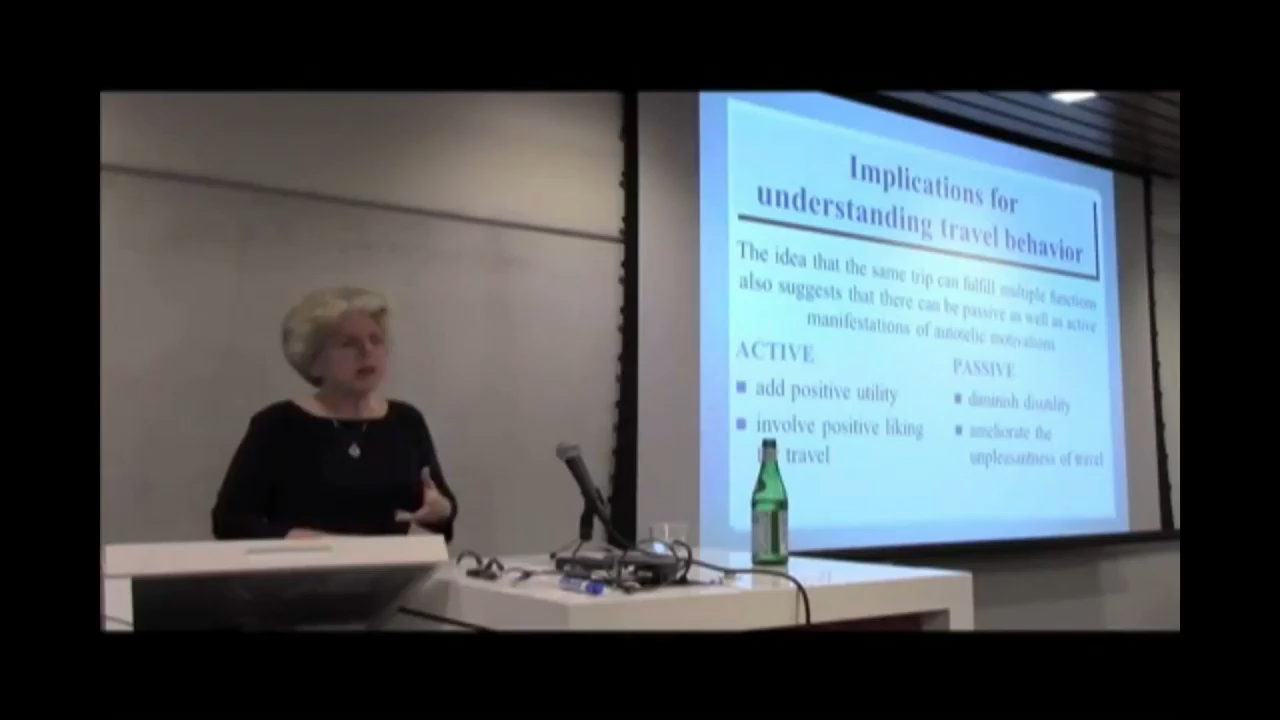 Implications for
understanding travel behavior
The idea that the same trip can fulfill multiple functions
also suggests that there can be passive as well as active
manifestations of autotelic motivations
ACTIVE
■ add positive utility
■ involve positive liking
travel
PASSIVE
■ diminish disutility
■ ameliorate the
unpleasantness of travel